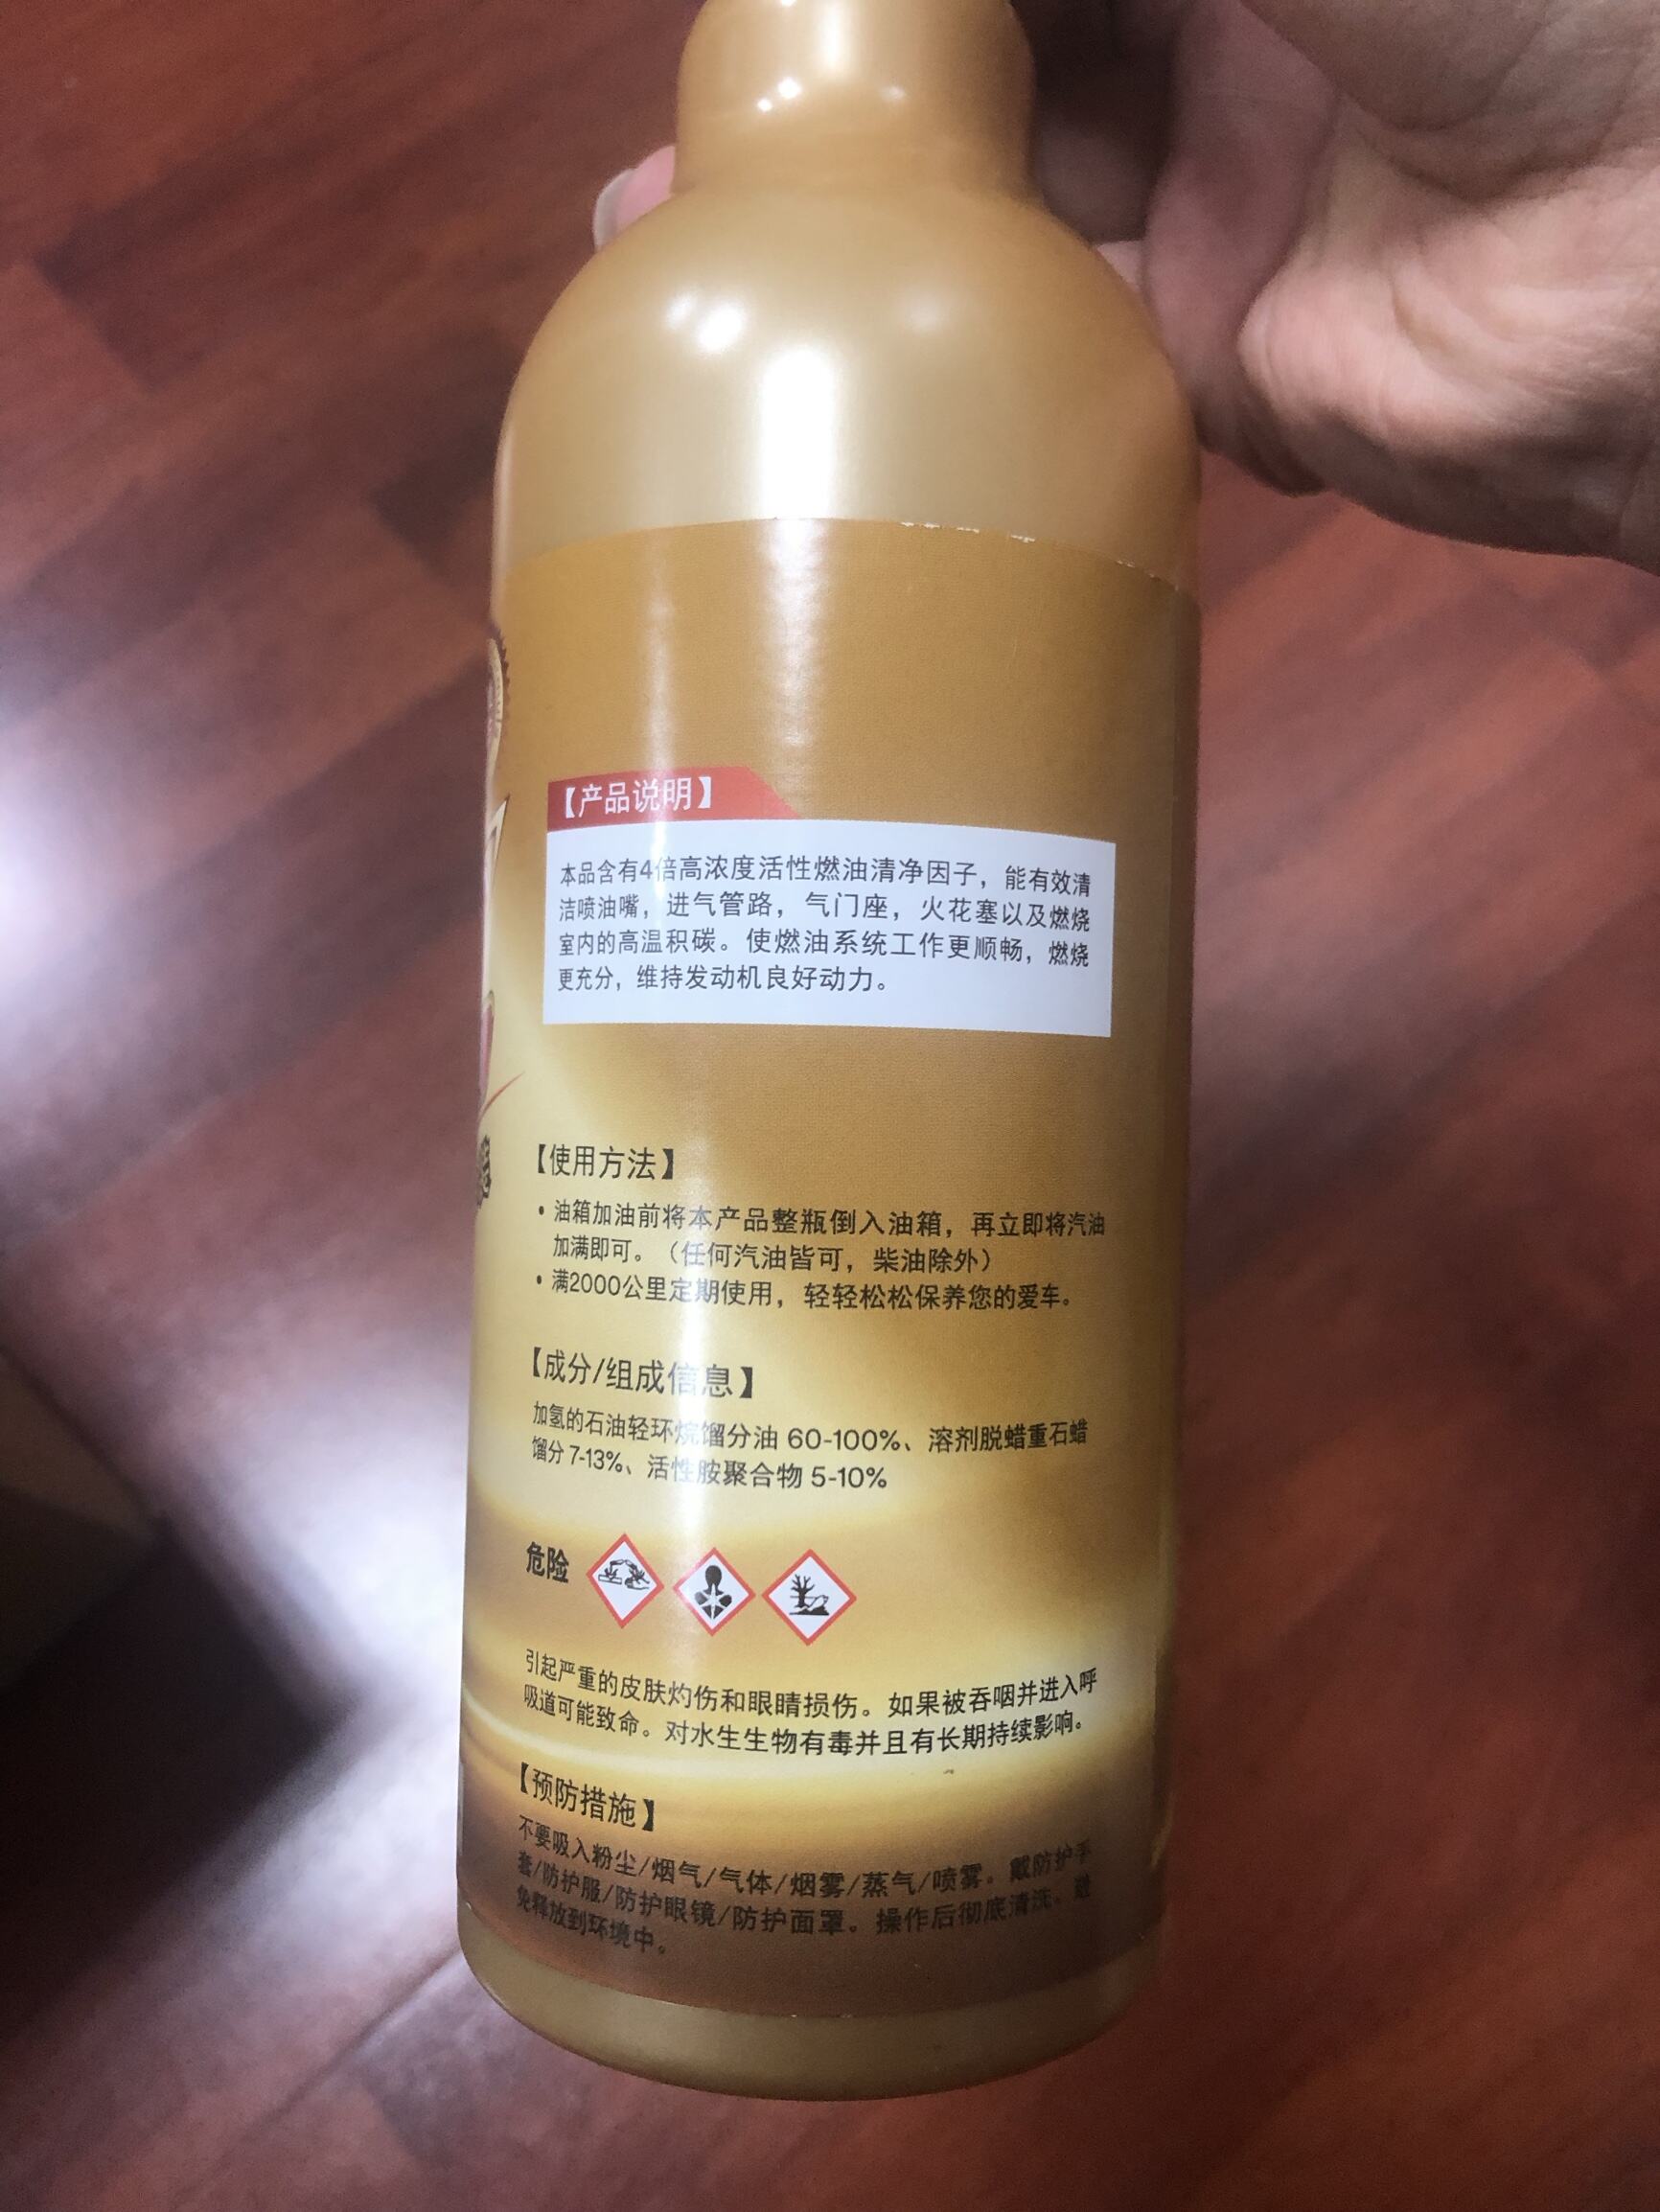 【产品说明】
本品含有4倍高浓度活性燃油清净因子，能有效清
洁喷油嘴，进气管路，气门座，火花塞以及燃烧
室内的高温积碳。使燃油系统工作更顺畅，燃烧
更充分，维持发动机良好动力。
【使用方法】
• 油箱加油前将本产品整瓶倒入油箱，再立即将汽油
加满即可。（任何汽油皆可，柴油除外）
• 满2000公里定期使用，轻轻松松保养您的爱车。
【成分/组成信息】
加氢的石油轻环烷馏分油 60-100%、溶剂脱蜡重石蜡
馏分 7-13%、活性胺聚合物 5-10%
危险
引起严重的皮肤灼伤和眼睛损伤。如果被吞咽并进入呼
吸道可能致命。对水生生物有毒并且有长期持续影响。
【预防措施】
不要吸入粉尘/烟气/气体/烟雾/蒸气/喷雾。戴防护手
套/防护服/防护眼镜/防护面罩。操作后彻底清洗。避
免释放到环境中。